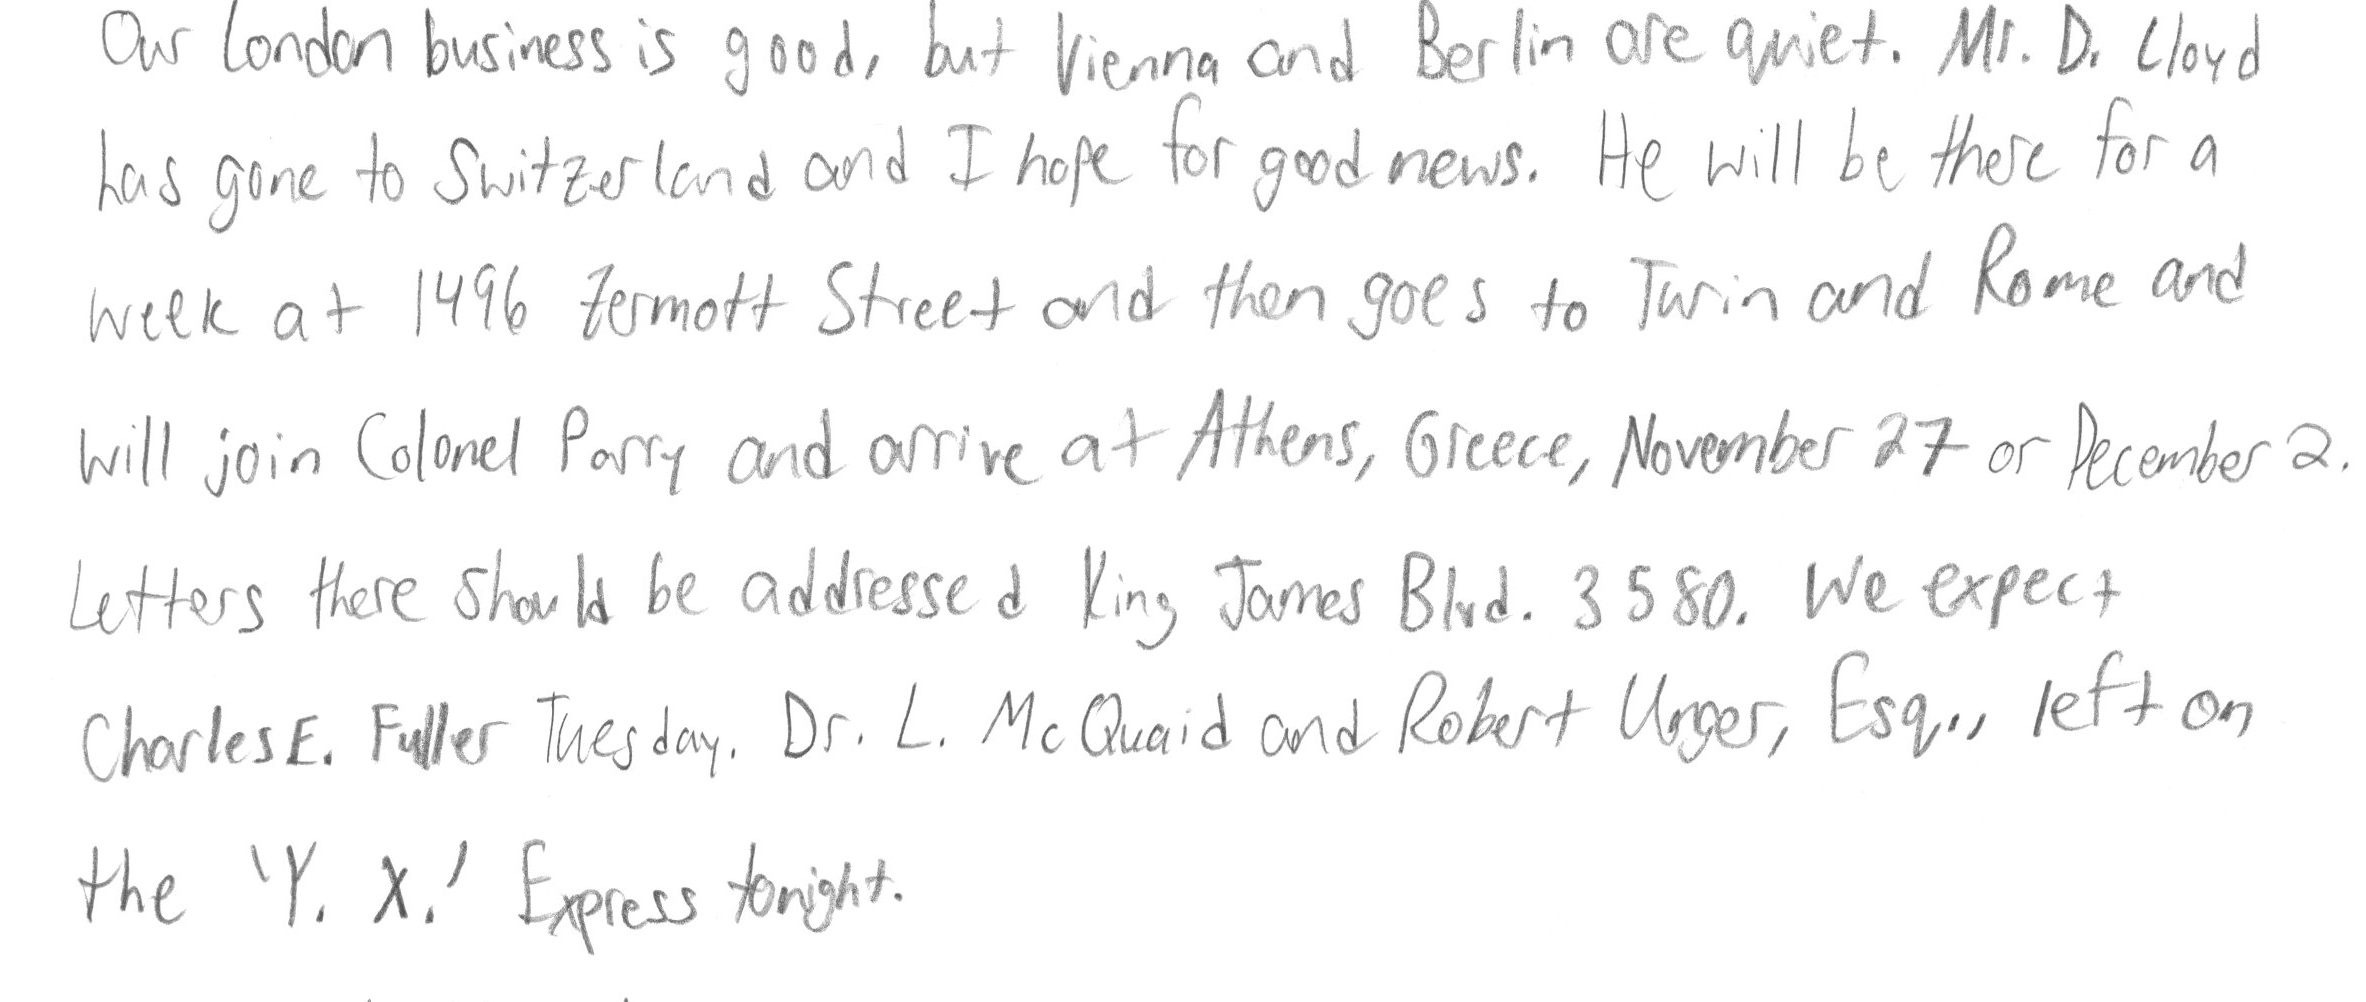 Our London business is good, but Vienna and Berlin are quiet. Mr. D. Lloyd
has gone to Switzerland and I hope for good news. He will be there for a
week at 1496 Zermott Street and then goes to Turin and Rome and
will join Colonel Parry and arrive at Athens, Greece, November 27 or December 2.
Letters there should be addressed King James Blvd. 3580. We expect
Charles E. Fuller Tuesday. Dr. L. McQuaid and Robert Unger, Esq., left on
the 'Y. X.' Express tonight.